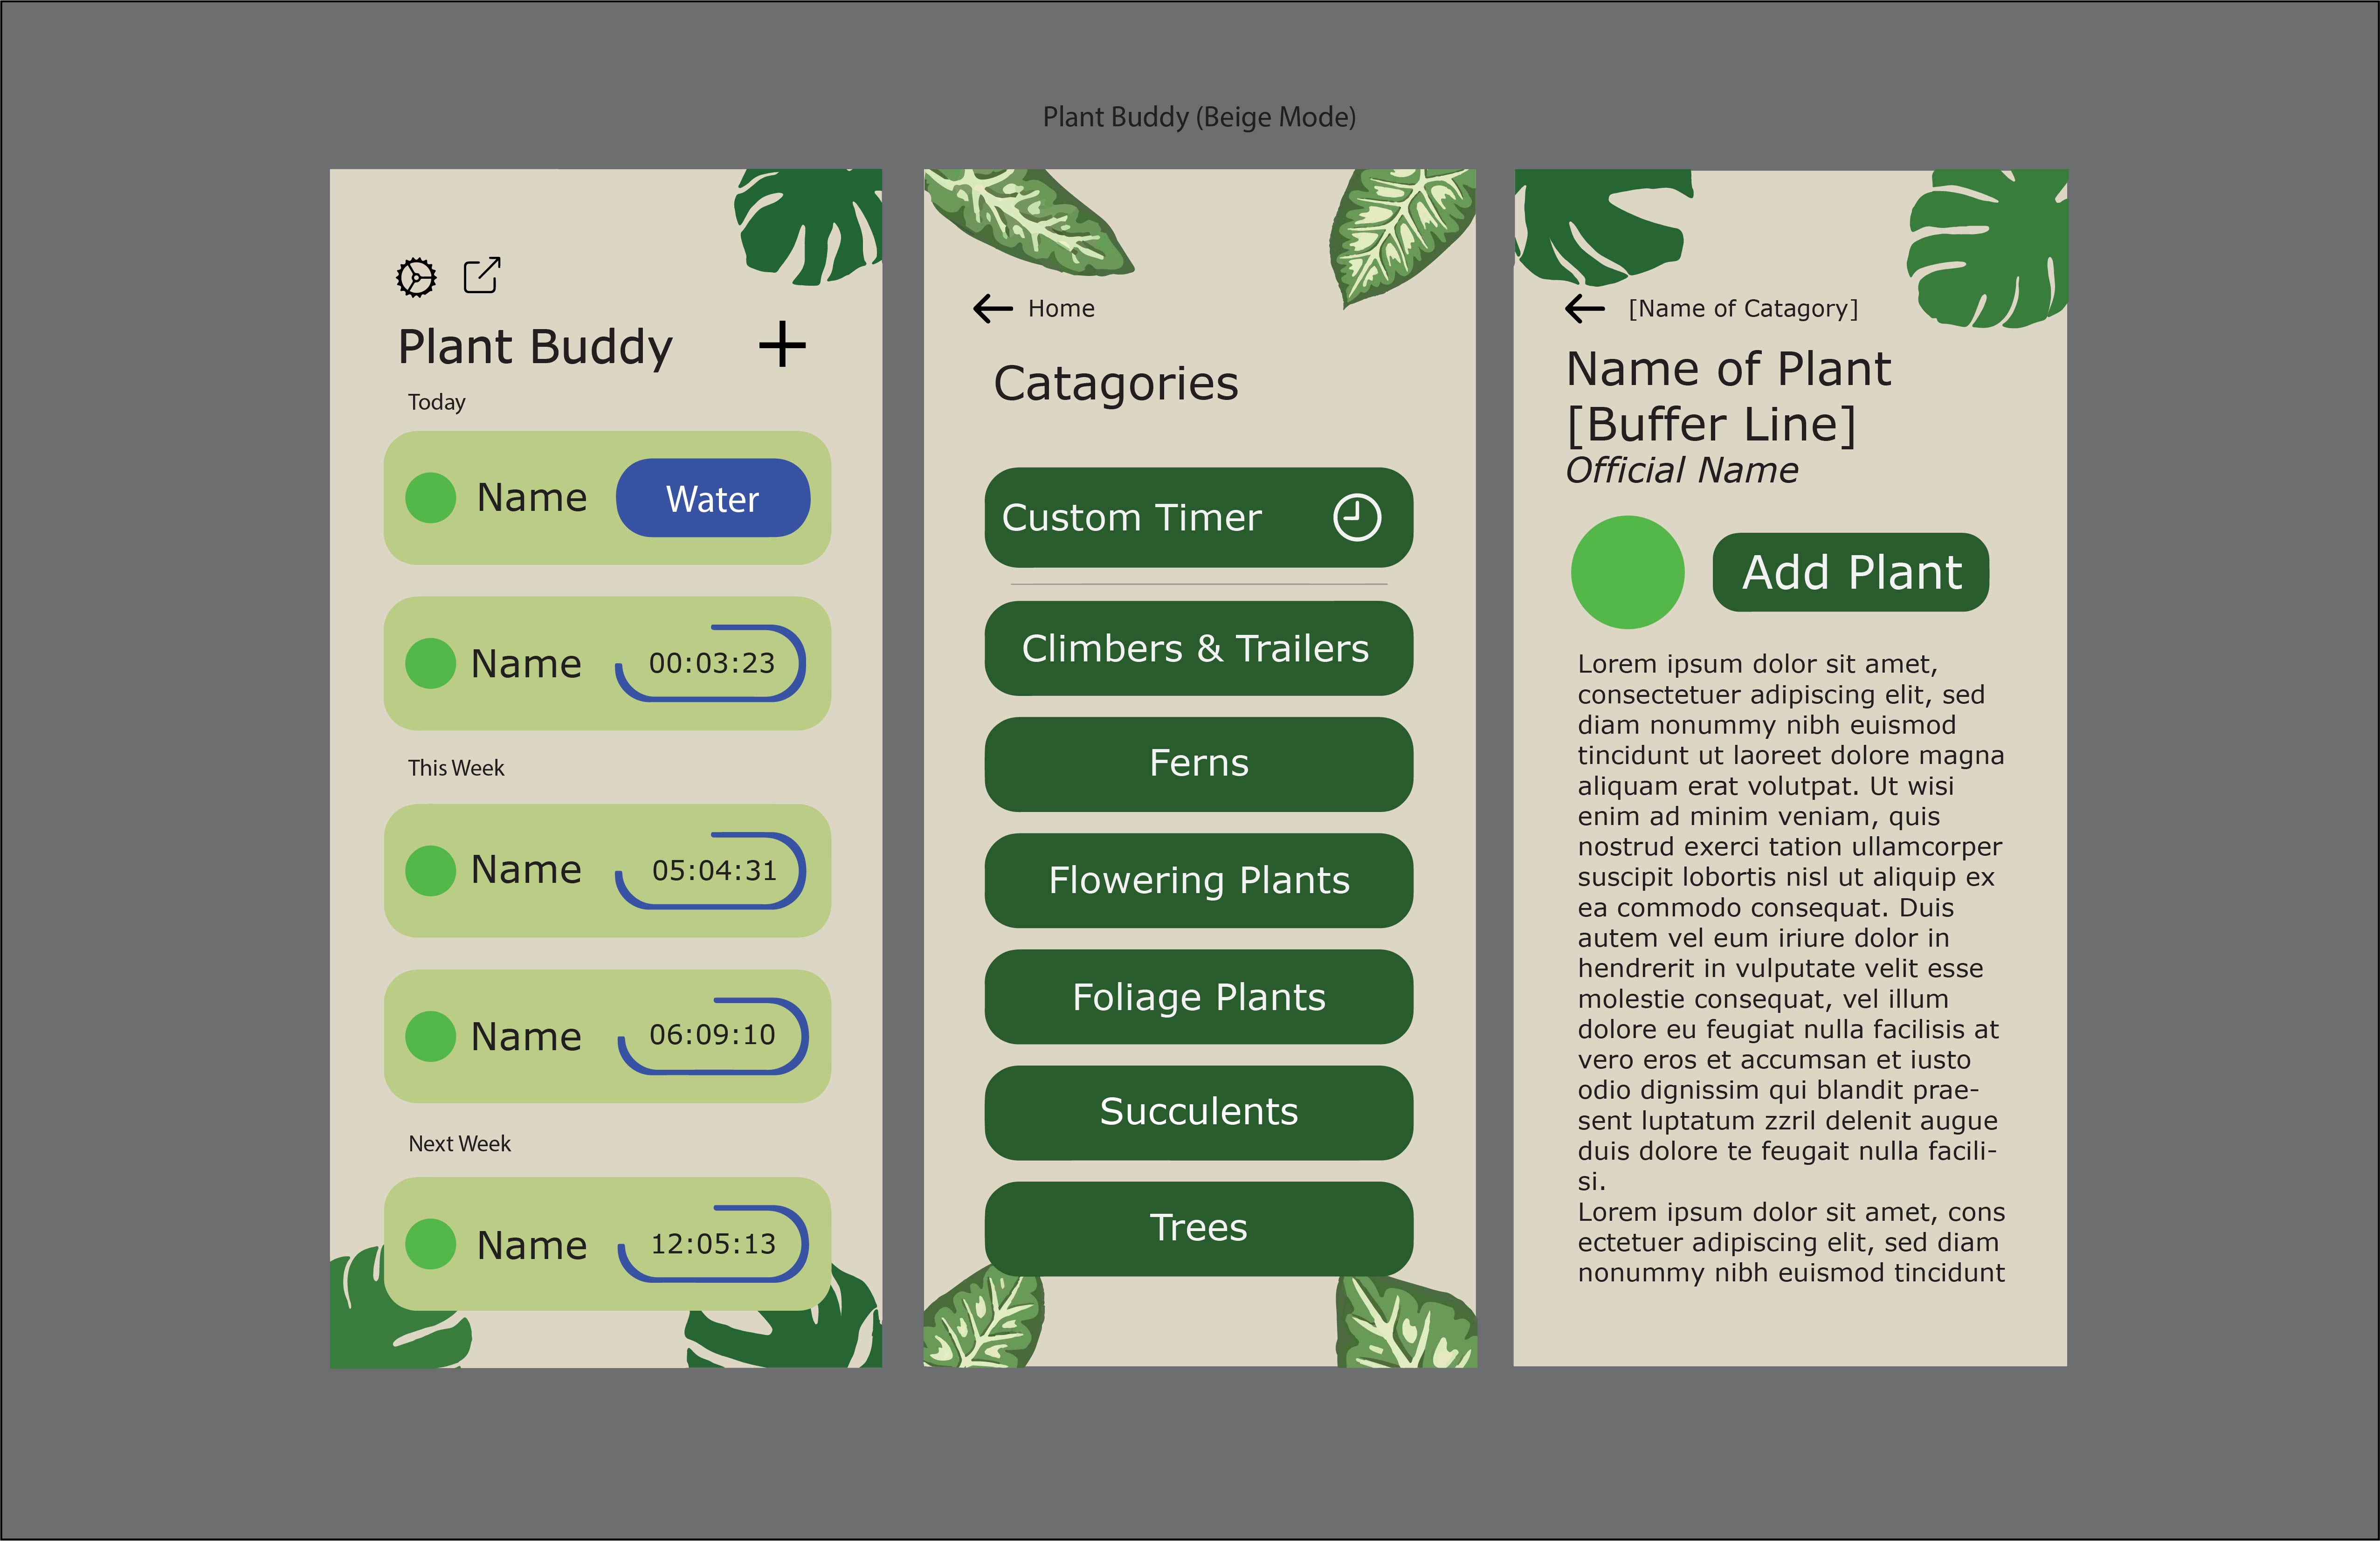 Plant Buddy (Beige Mode)
Plant Buddy
Today
Name
Water
Name
00:03:23
This Week
Name
05:04:31
Name
06:09:10
Next Week
Name
12:05:13
Home
Catagories
Custom Timer
Climbers & Trailers
Ferns
Flowering Plants
Foliage Plants
Succulents
Trees
[Name of Catagory]
Name of Plant
[Buffer Line]
Official Name
Add Plant
Lorem ipsum dolor sit amet,
consectetuer adipiscing elit, sed
diam nonummy nibh euismod
tincidunt ut laoreet dolore magna
aliquam erat volutpat. Ut wisi
enim ad minim veniam, quis
nostrud exerci tation ullamcorper
suscipit lobortis nisl ut aliquip ex
ea commodo consequat. Duis
autem vel eum iriure dolor in
hendrerit in vulputate velit esse
molestie consequat, vel illum
dolore eu feugiat nulla facilisis at
vero eros et accumsan et iusto
odio dignissim qui blandit prae-
sent luptatum zzril delenit augue
duis dolore te feugait nulla facili-
si.
Lorem ipsum dolor sit amet, cons
ectetuer adipiscing elit, sed diam
nonummy nibh euismod tincidunt